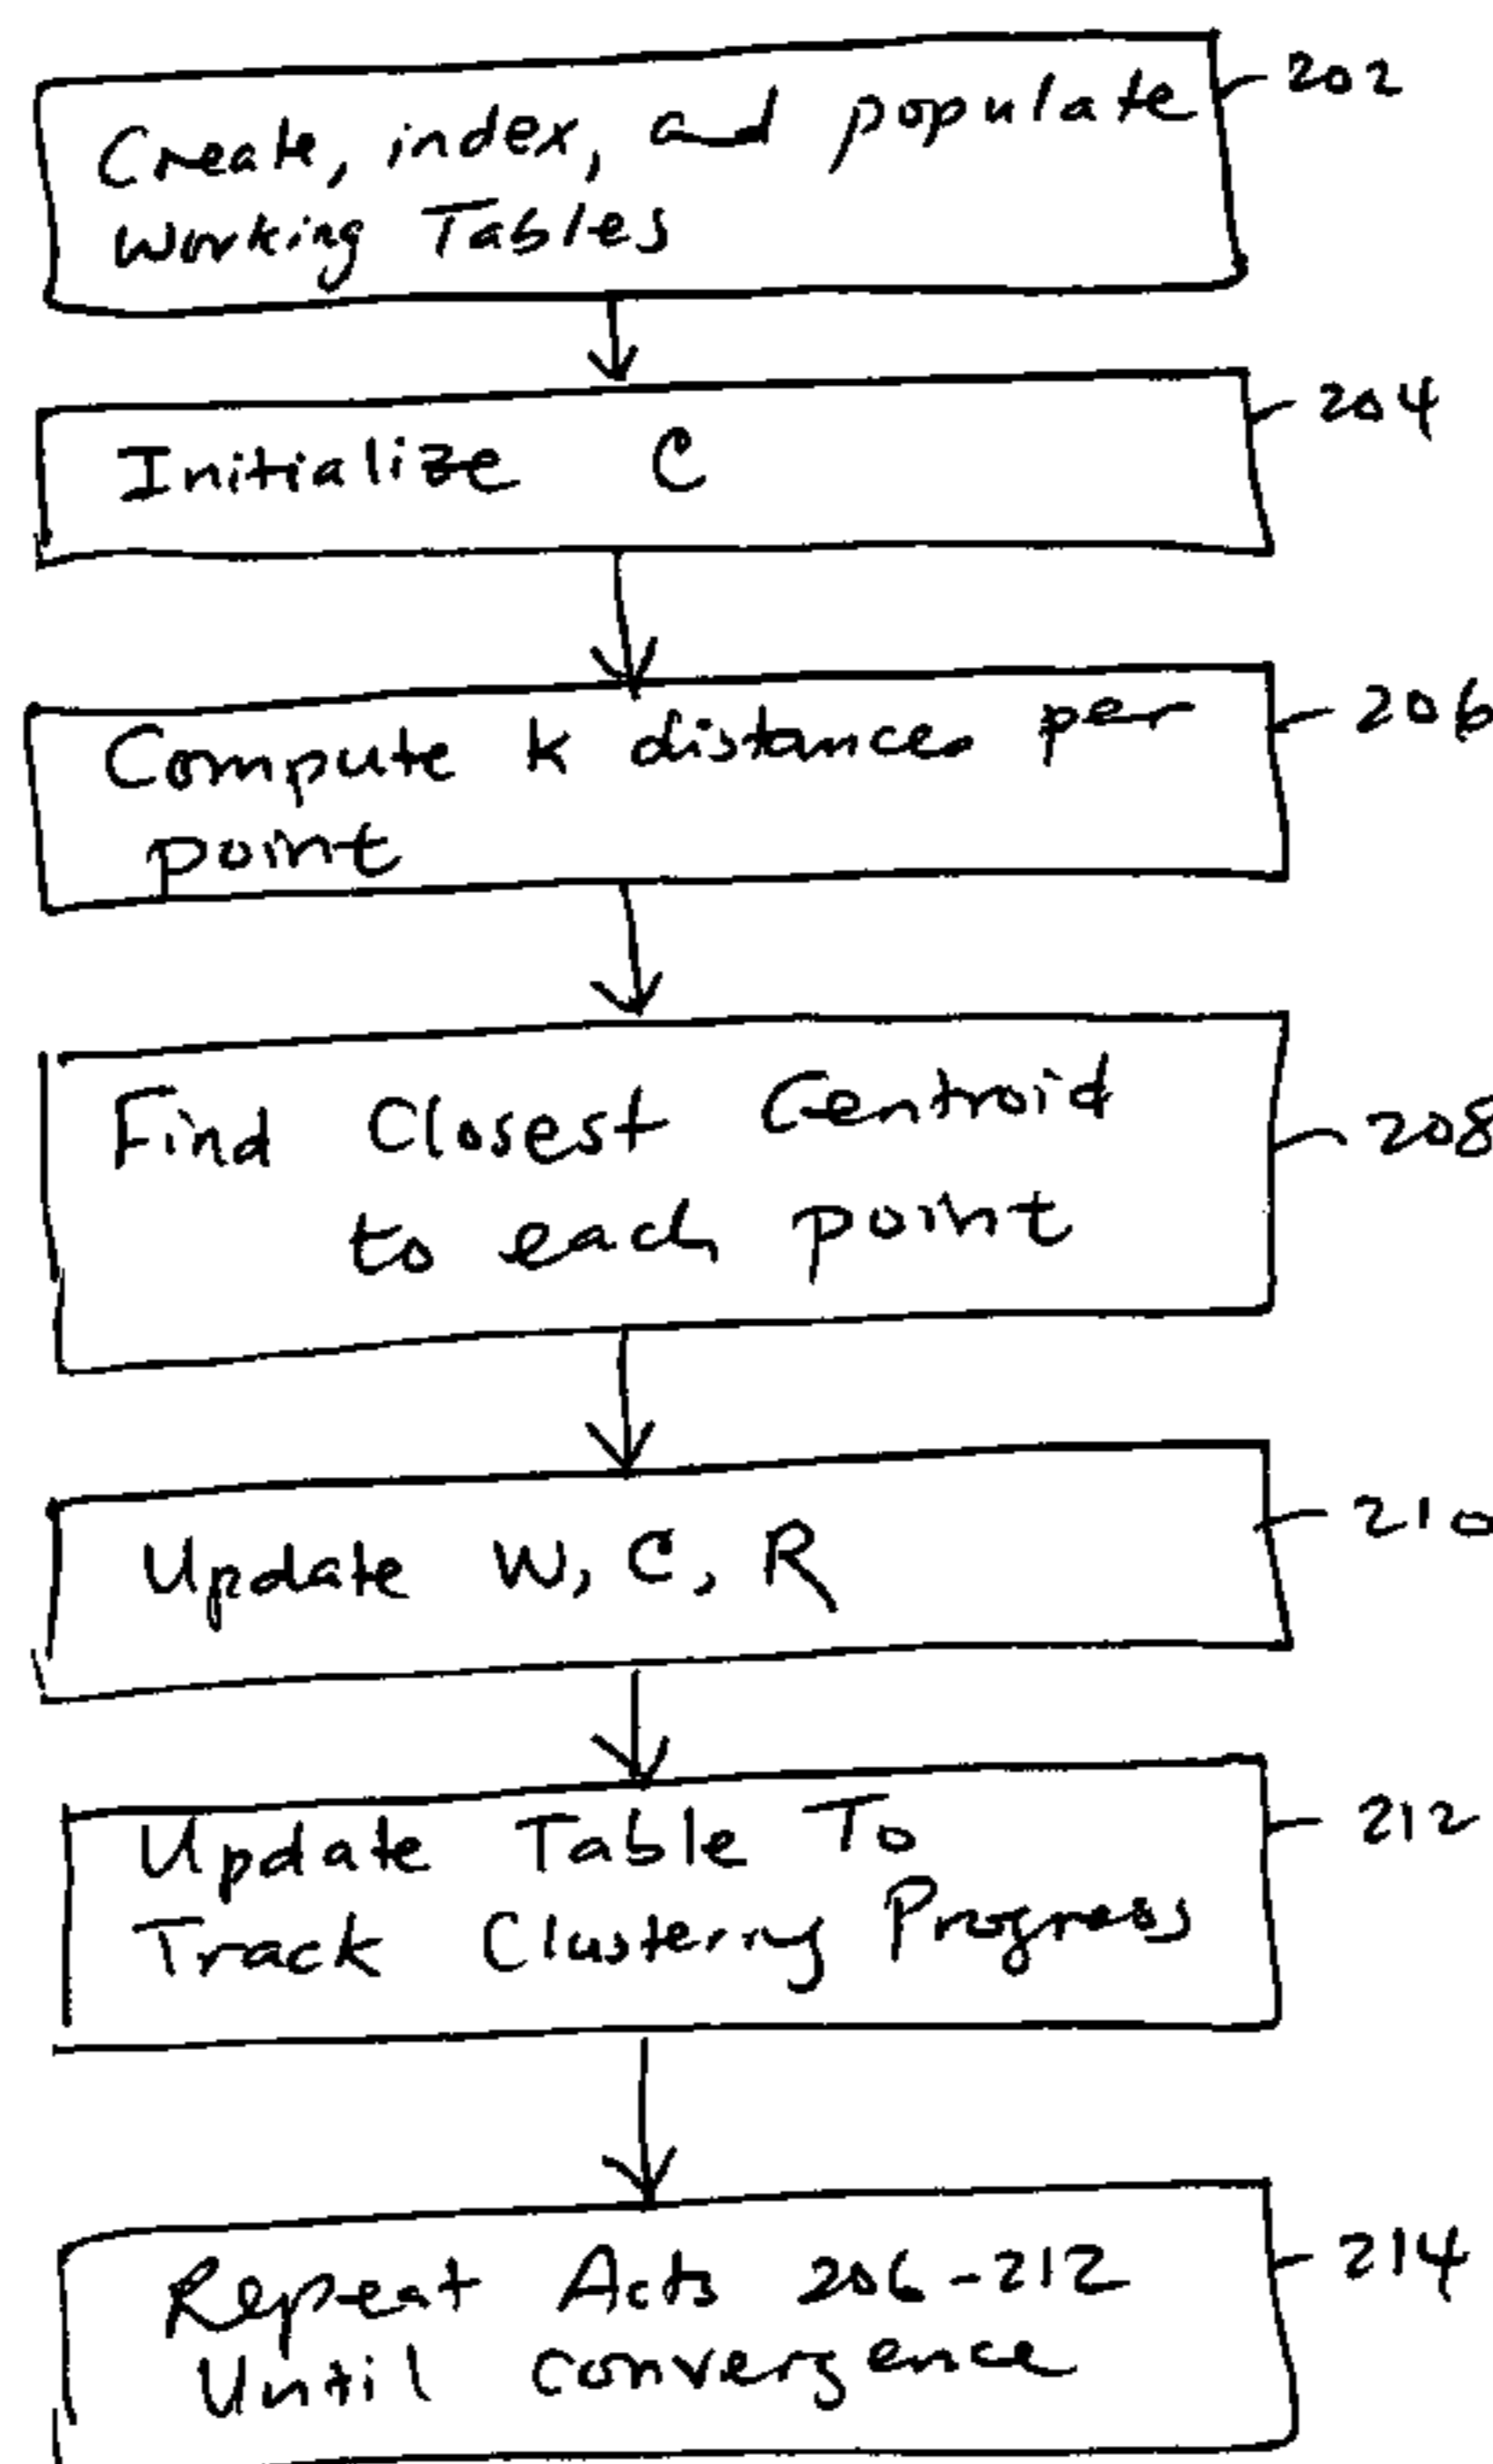 Create, index, and populate 202
Working Tables
Initialize C 204
Compute k distances per 206
point
Find Closest Centroid 208
to each point
Update W, C, R 210
Update Table To 212
Track Clustering Progress
Repeat Acts 206-212 214
Until convergence